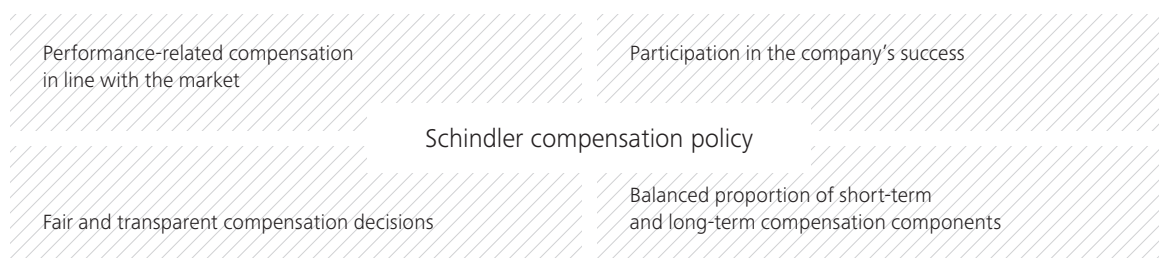 Performance-related compensation
in line with the market
Participation in the company’s success
Schindler compensation policy
Fair and transparent compensation decisions
Balanced proportion of short-term
and long-term compensation components